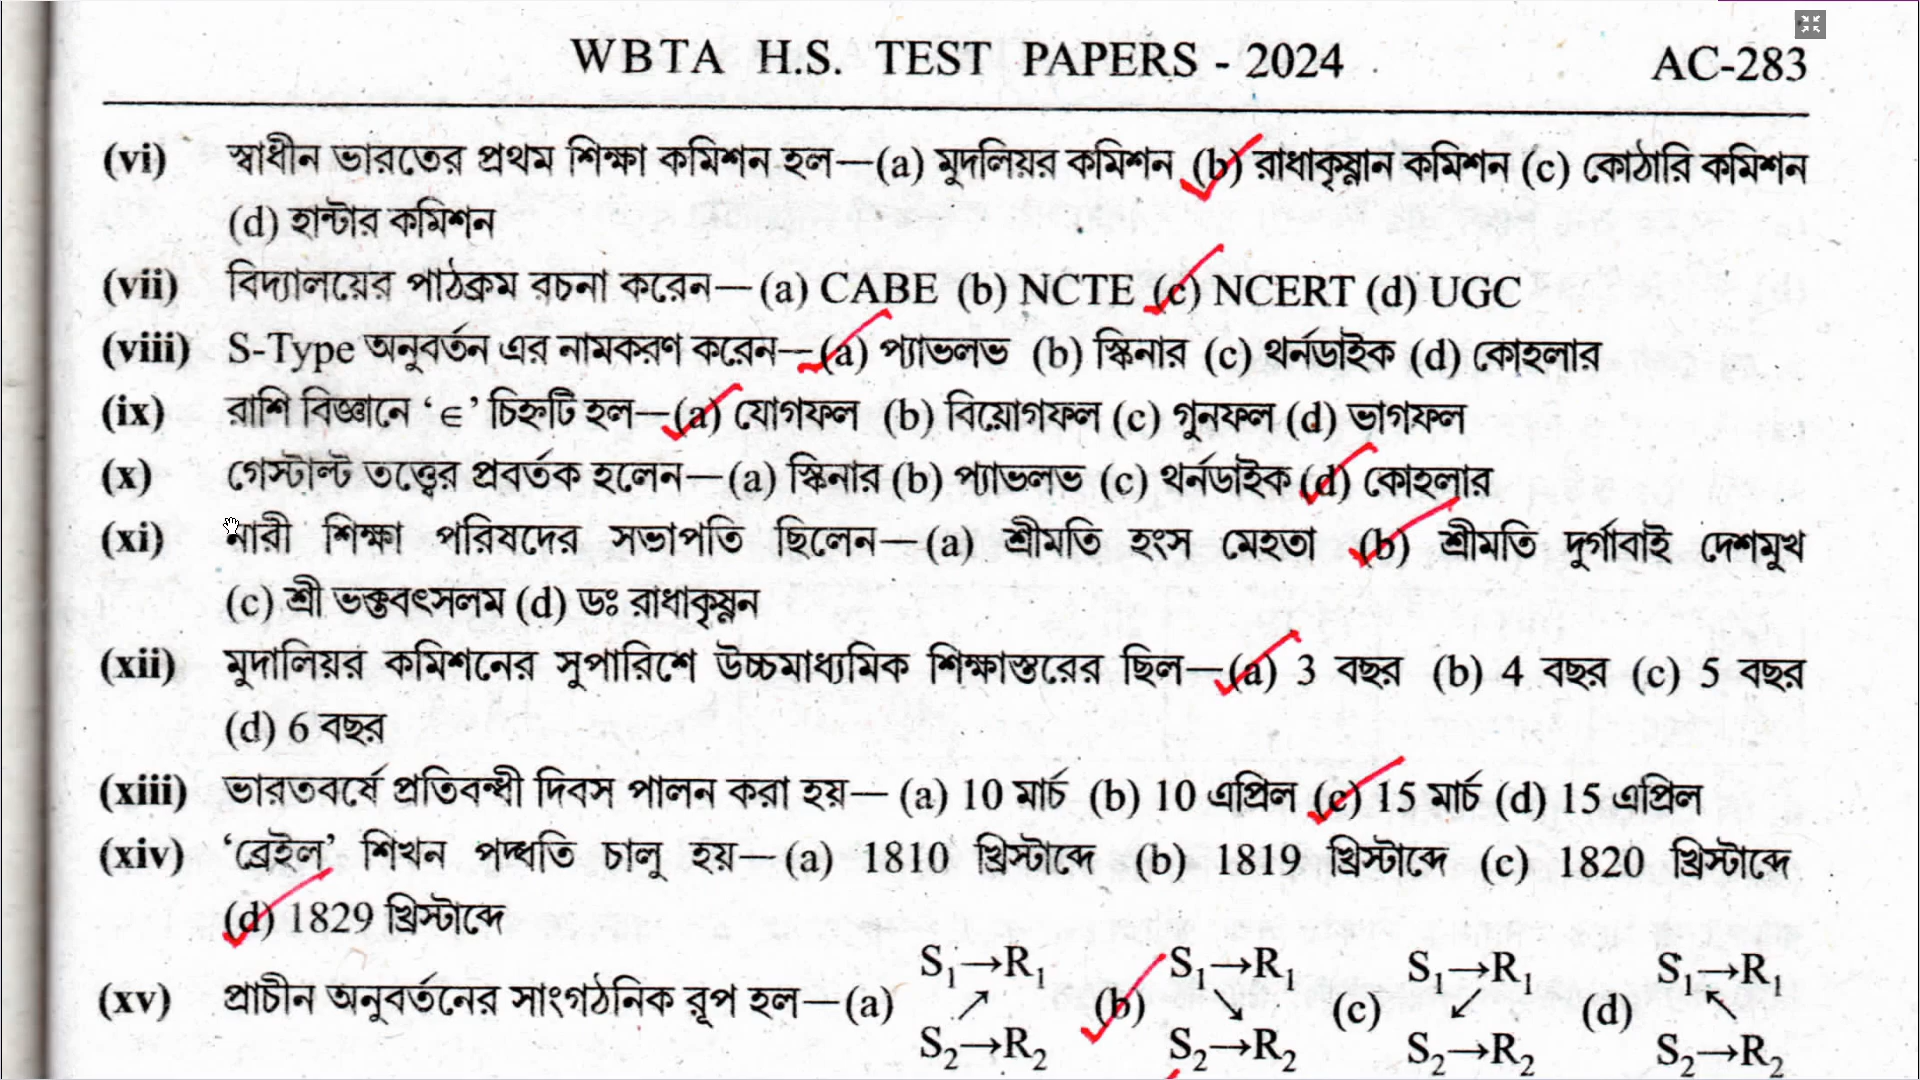 WBTA H.S. TEST PAPERS - 2024 AC-283
(vi) স্বাধীন ভারতের প্রথম শিক্ষা কমিশন হল—(a) মুদলিয়র কমিশন (b) রাধাকৃষ্ণান কমিশন (c) কোঠারি কমিশন
(d) হান্টার কমিশন
(vii) বিদ্যালয়ের পাঠক্রম রচনা করেন—(a) CABE (b) NCTE (c) NCERT (d) UGC
(viii) S-Type অনুবর্তন এর নামকরণ করেন—(a) প্যাভলভ (b) স্কিনার (c) থর্নডাইক (d) কোহলার
(ix) রাশি বিজ্ঞানে ‘∈’ চিহ্নটি হল—(a) যোগফল (b) বিয়োগফল (c) গুনফল (d) ভাগফল
(x) গেস্টাল্ট তত্ত্বের প্রবর্তক হলেন—(a) স্কিনার (b) প্যাভলভ (c) থর্নডাইক (d) কোহলার
(xi) নারী শিক্ষা পরিষদের সভাপতি ছিলেন—(a) শ্রীমতি হংস মেহতা (b) শ্রীমতি দুর্গাবাই দেশমুখ
(c) শ্রী ভক্তবৎসলম (d) ডঃ রাধাকৃষ্ণন
(xii) মুদালিয়র কমিশনের সুপারিশে উচ্চমাধ্যমিক শিক্ষাস্তরের ছিল—(a) 3 বছর (b) 4 বছর (c) 5 বছর
(d) 6 বছর
(xiii) ভারতবর্ষে প্রতিবন্ধী দিবস পালন করা হয়— (a) 10 মার্চ (b) 10 এপ্রিল (c) 15 মার্চ (d) 15 এপ্রিল
(xiv) ‘ব্রেইল’ শিখন পদ্ধতি চালু হয়—(a) 1810 খ্রিস্টাব্দে (b) 1819 খ্রিস্টাব্দে (c) 1820 খ্রিস্টাব্দে
(d) 1829 খ্রিস্টাব্দে
S₁→R₁ S₁→R₁ S₁→R₁ S₁→R₁
(xv) প্রাচীন অনুবর্তনের সাংগঠনিক রূপ হল—(a) ↗ (b) ↘ (c) ↙ (d) ↖
S₂→R₂ S₂→R₂ S₂→R₂ S₂→R₂